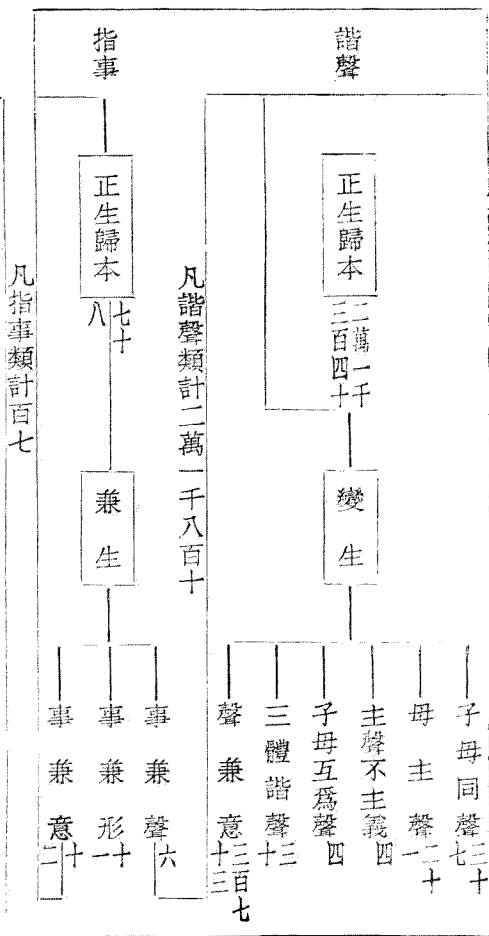 諧聲
正生歸本
二萬一千
三百四十
變生
子母同聲
三十
七
母主聲
二十
一
主聲不主義
四
子母互爲聲
四
三體諧聲
三
十
聲兼意
三百七
十三
凡諧聲類計二萬一千八百十
指事
正生歸本
七十
八
兼生
事兼聲
六
事兼形
十
一
事兼意
十
二
凡指事類計百七